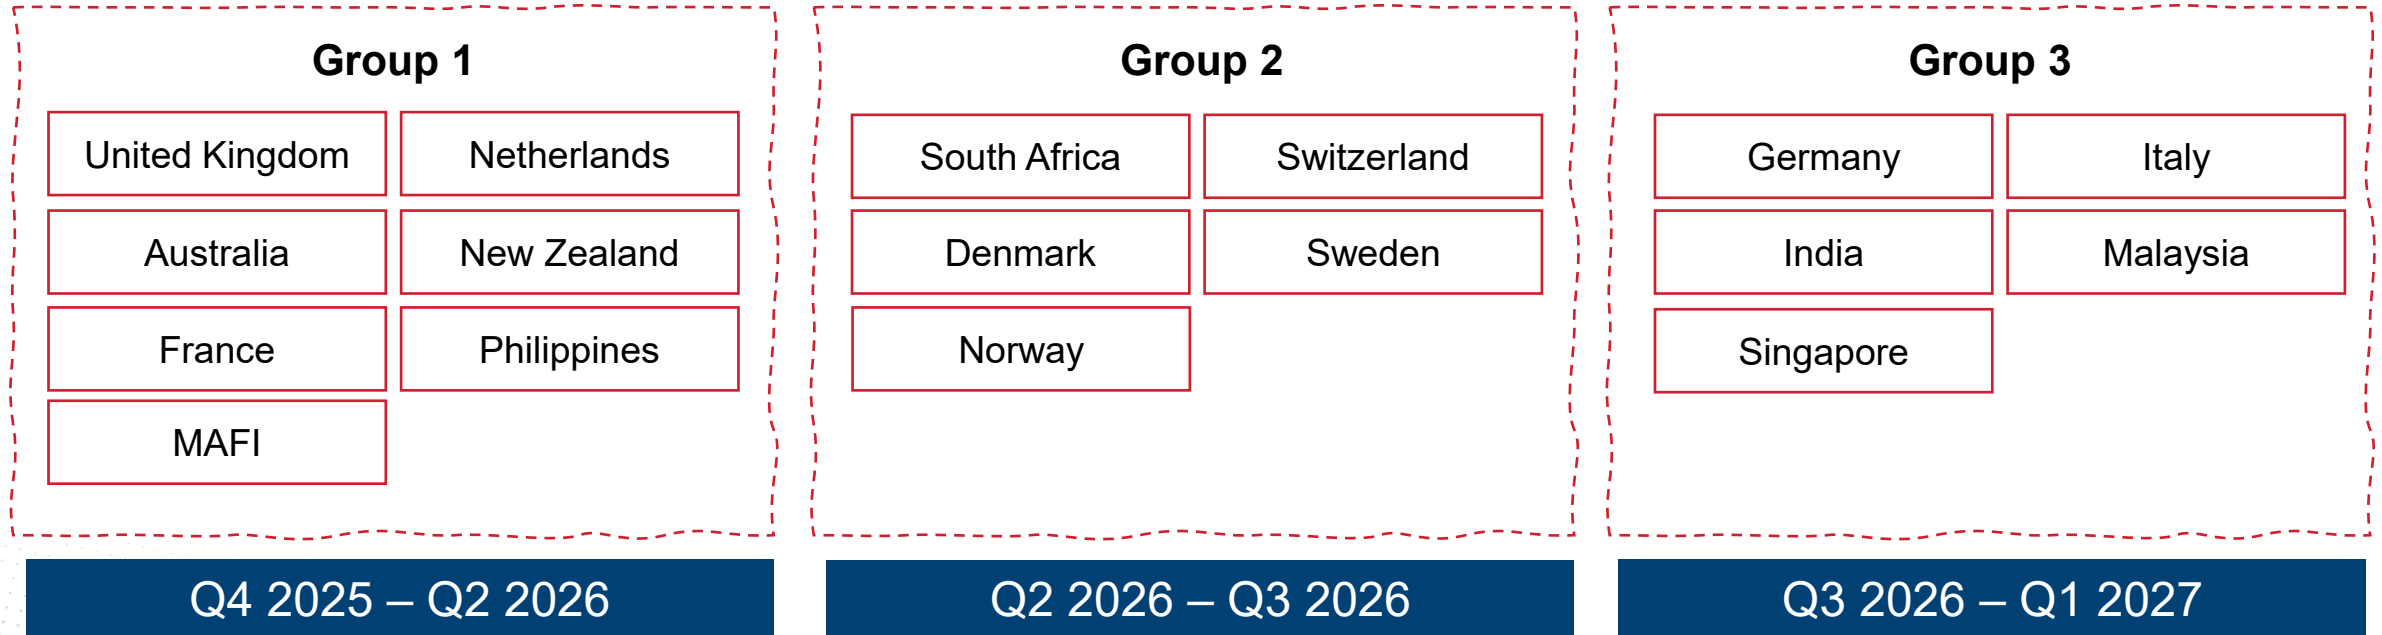 Group 1
United Kingdom
Netherlands
Australia
New Zealand
France
Philippines
MAFI
Q4 2025 – Q2 2026
Group 2
South Africa
Switzerland
Denmark
Sweden
Norway
Q2 2026 – Q3 2026
Group 3
Germany
Italy
India
Malaysia
Singapore
Q3 2026 – Q1 2027